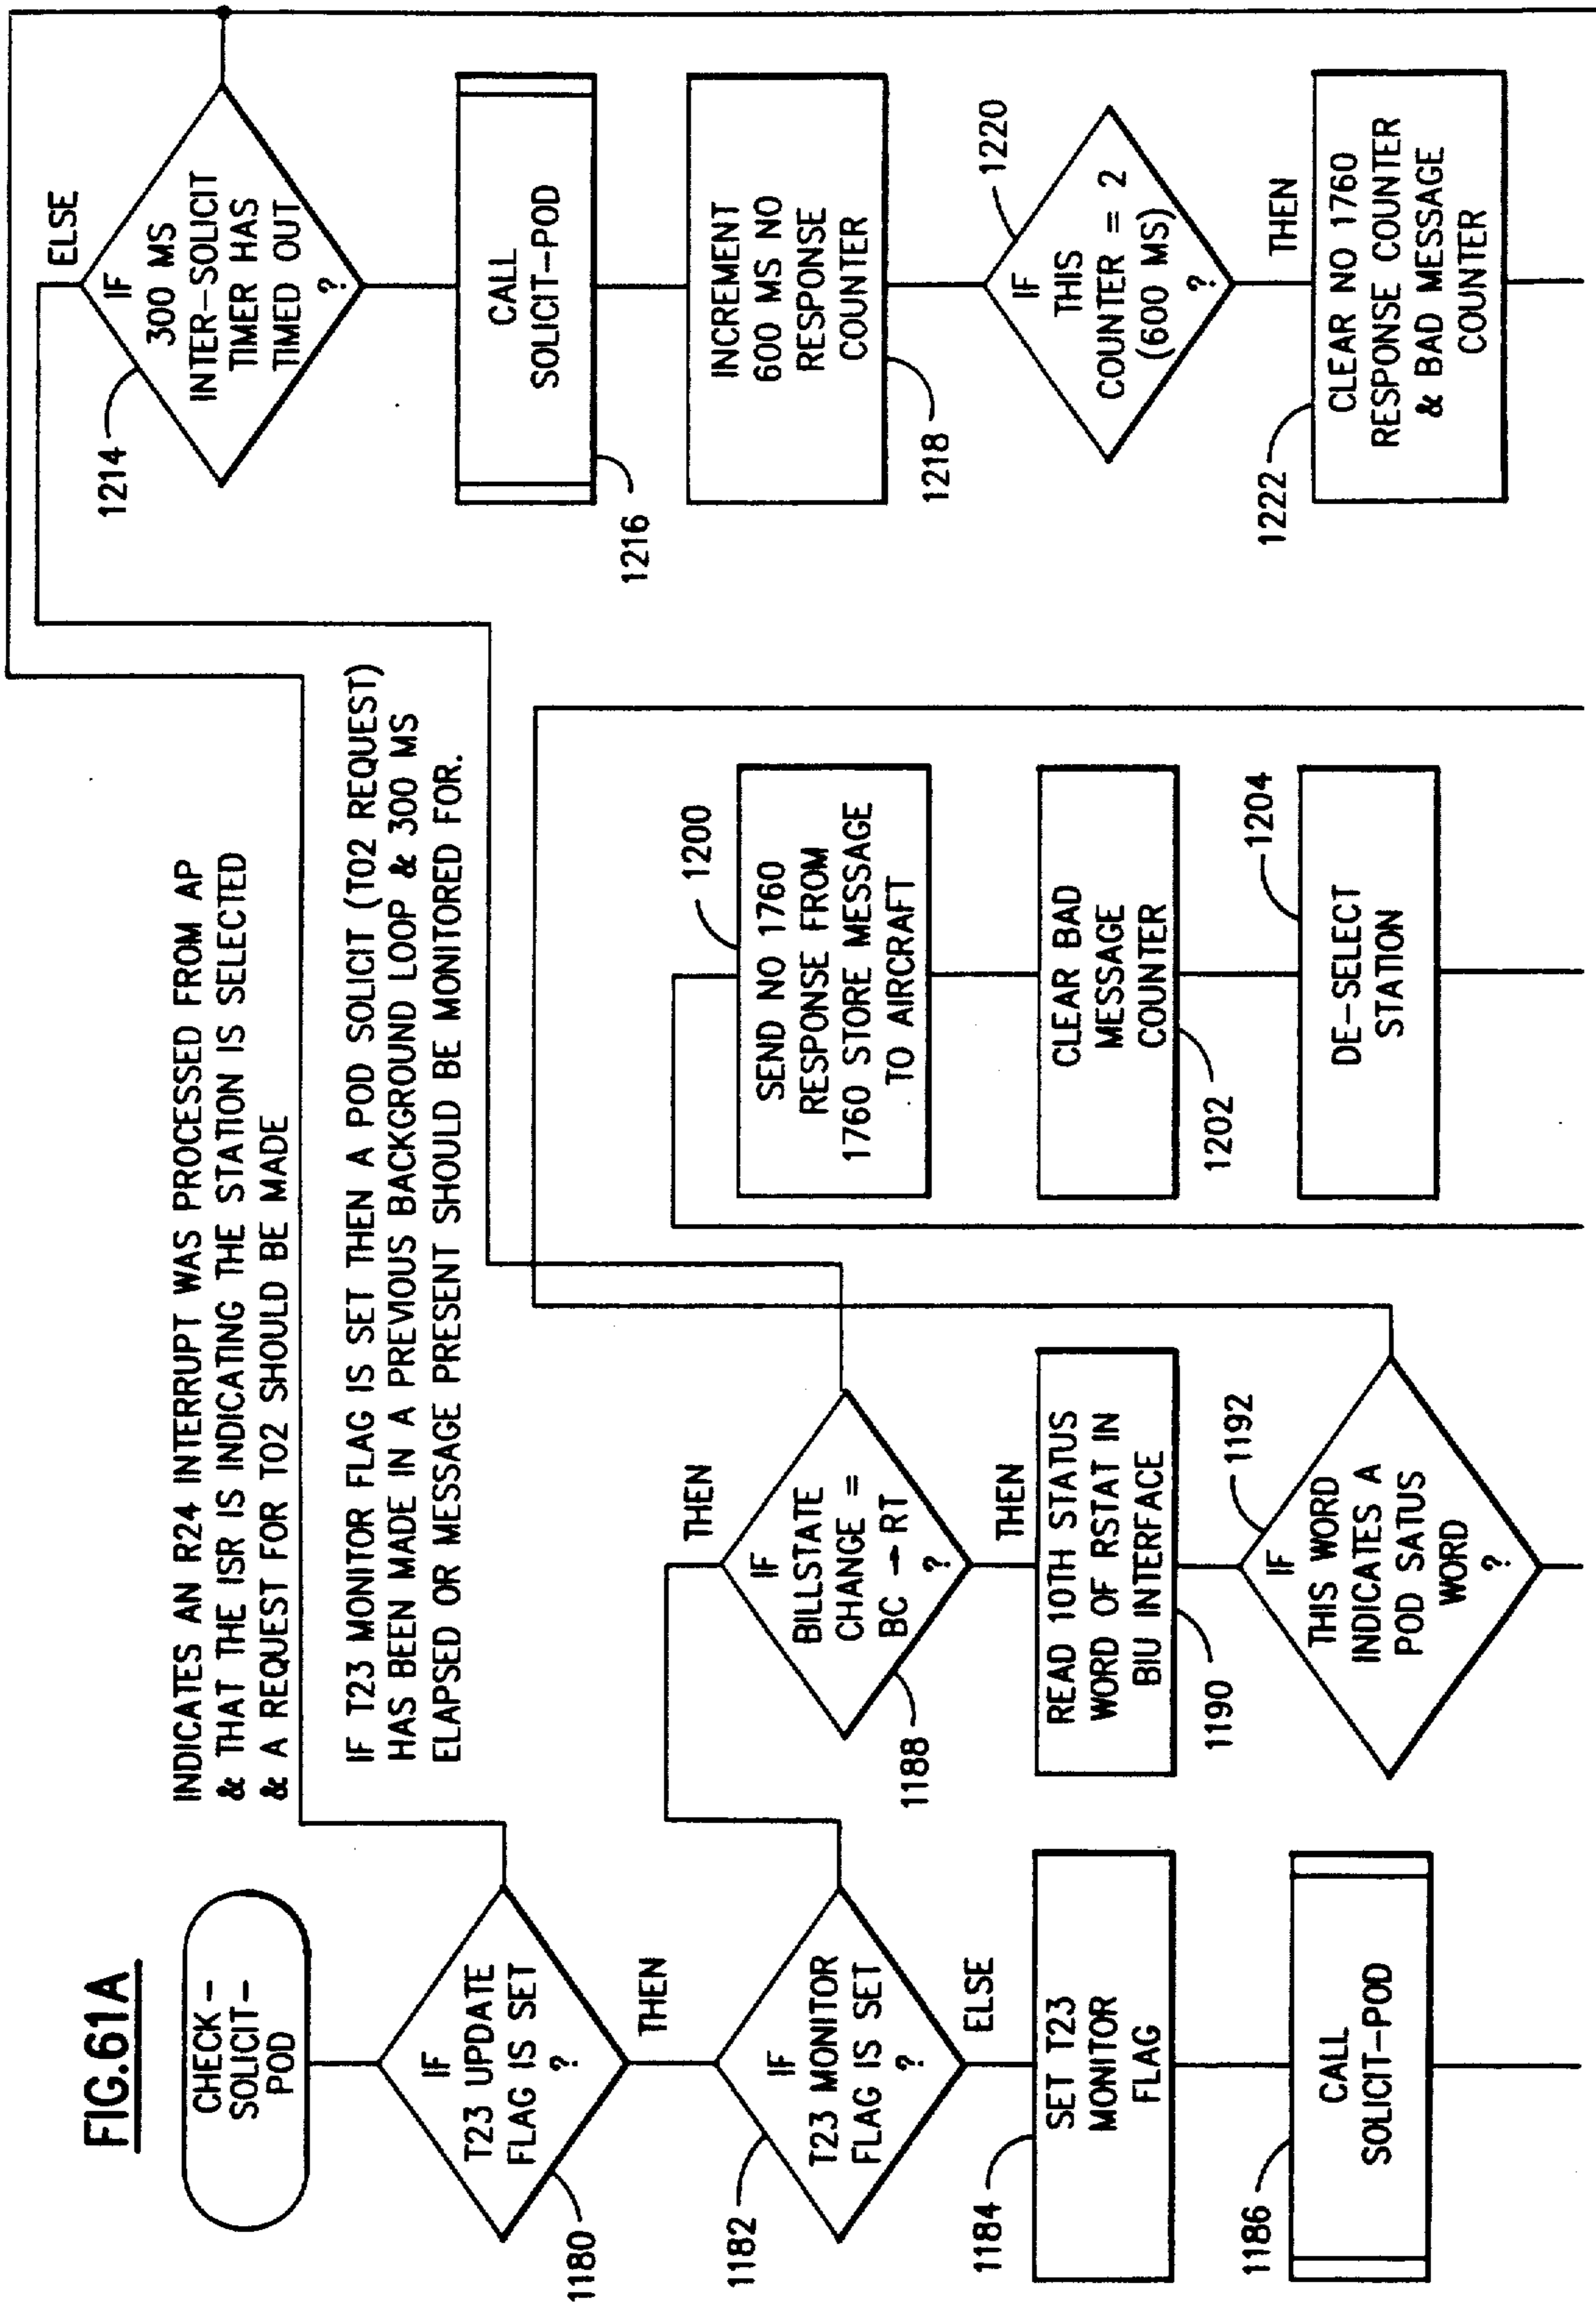 FIG.61A
CHECK-
SOLICIT-
POD
INDICATES AN R24 INTERRUPT WAS PROCESSED FROM AP
& THAT THE ISR IS INDICATING THE STATION IS SELECTED
& A REQUEST FOR TO2 SHOULD BE MADE
IF
T23 UPDATE
FLAG IS SET
?
1180
THEN
IF T23 MONITOR FLAG IS SET THEN A POD SOLICIT (TO2 REQUEST)
HAS BEEN MADE IN A PREVIOUS BACKGROUND LOOP & 300 MS
ELAPSED OR MESSAGE PRESENT SHOULD BE MONITORED FOR.
IF
T23 MONITOR
FLAG IS SET
?
1182
ELSE
SET T23
MONITOR
FLAG
1184
CALL
SOLICIT-POD
1186
THEN
IF
BILLSTATE
CHANGE =
BC → RT
?
1188
THEN
READ 10TH STATUS
WORD OF RSTAT IN
BIU INTERFACE
1190
IF
THIS WORD
INDICATES A
POD SATUS
WORD
?
1192
SEND NO 1760
RESPONSE FROM
1760 STORE MESSAGE
TO AIRCRAFT
1200
CLEAR BAD
MESSAGE
COUNTER
1202
DE-SELECT
STATION
1204
ELSE
IF
300 MS
INTER-SOLICIT
TIMER HAS
TIMED OUT
?
1214
CALL
SOLICIT-POD
1216
INCREMENT
600 MS NO
RESPONSE
COUNTER
1218
IF
THIS
COUNTER = 2
(600 MS)
?
1220
THEN
CLEAR NO 1760
RESPONSE COUNTER
& BAD MESSAGE
COUNTER
1222